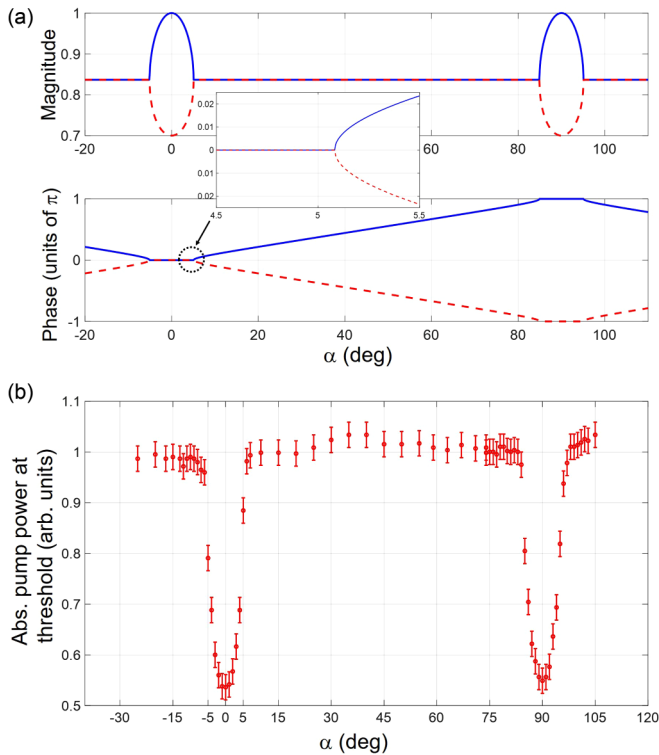 (a)
Magnitude
1
0.9
0.8
0.7
-20 0 20 40 60 80 100
0.02
0.01
0
0.01
0.02
4.5 5 5.5
Phase (units of π)
1
0
-1
-20 0 20 40 60 80 100
α (deg)
(b)
Abs. pump power at
threshold (arb. units)
1.1
1
0.9
0.8
0.7
0.6
0.5
-30 -15 -5 0 5 15 30 45 60 75 90 105 120
α (deg)